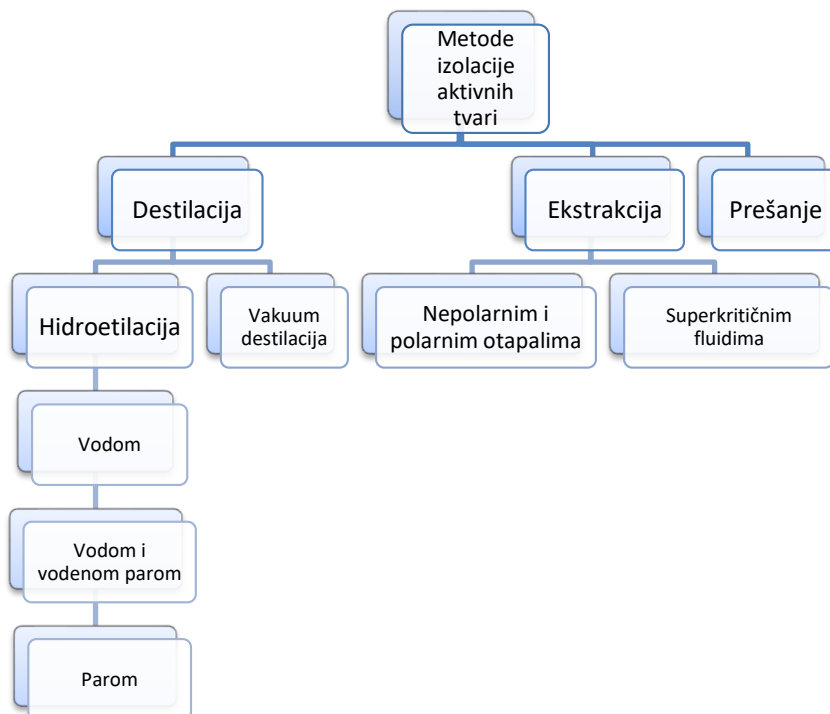 Metode
izolacije
aktivnih
tvari
Destilacija
Ekstrakcija
Prešanje
Hidroetilacija
Vakuum
destilacija
Nepolarnim i
polarnim otapalima
Superkritičnim
fluidima
Vodom
Vodom i
vodenom parom
Parom